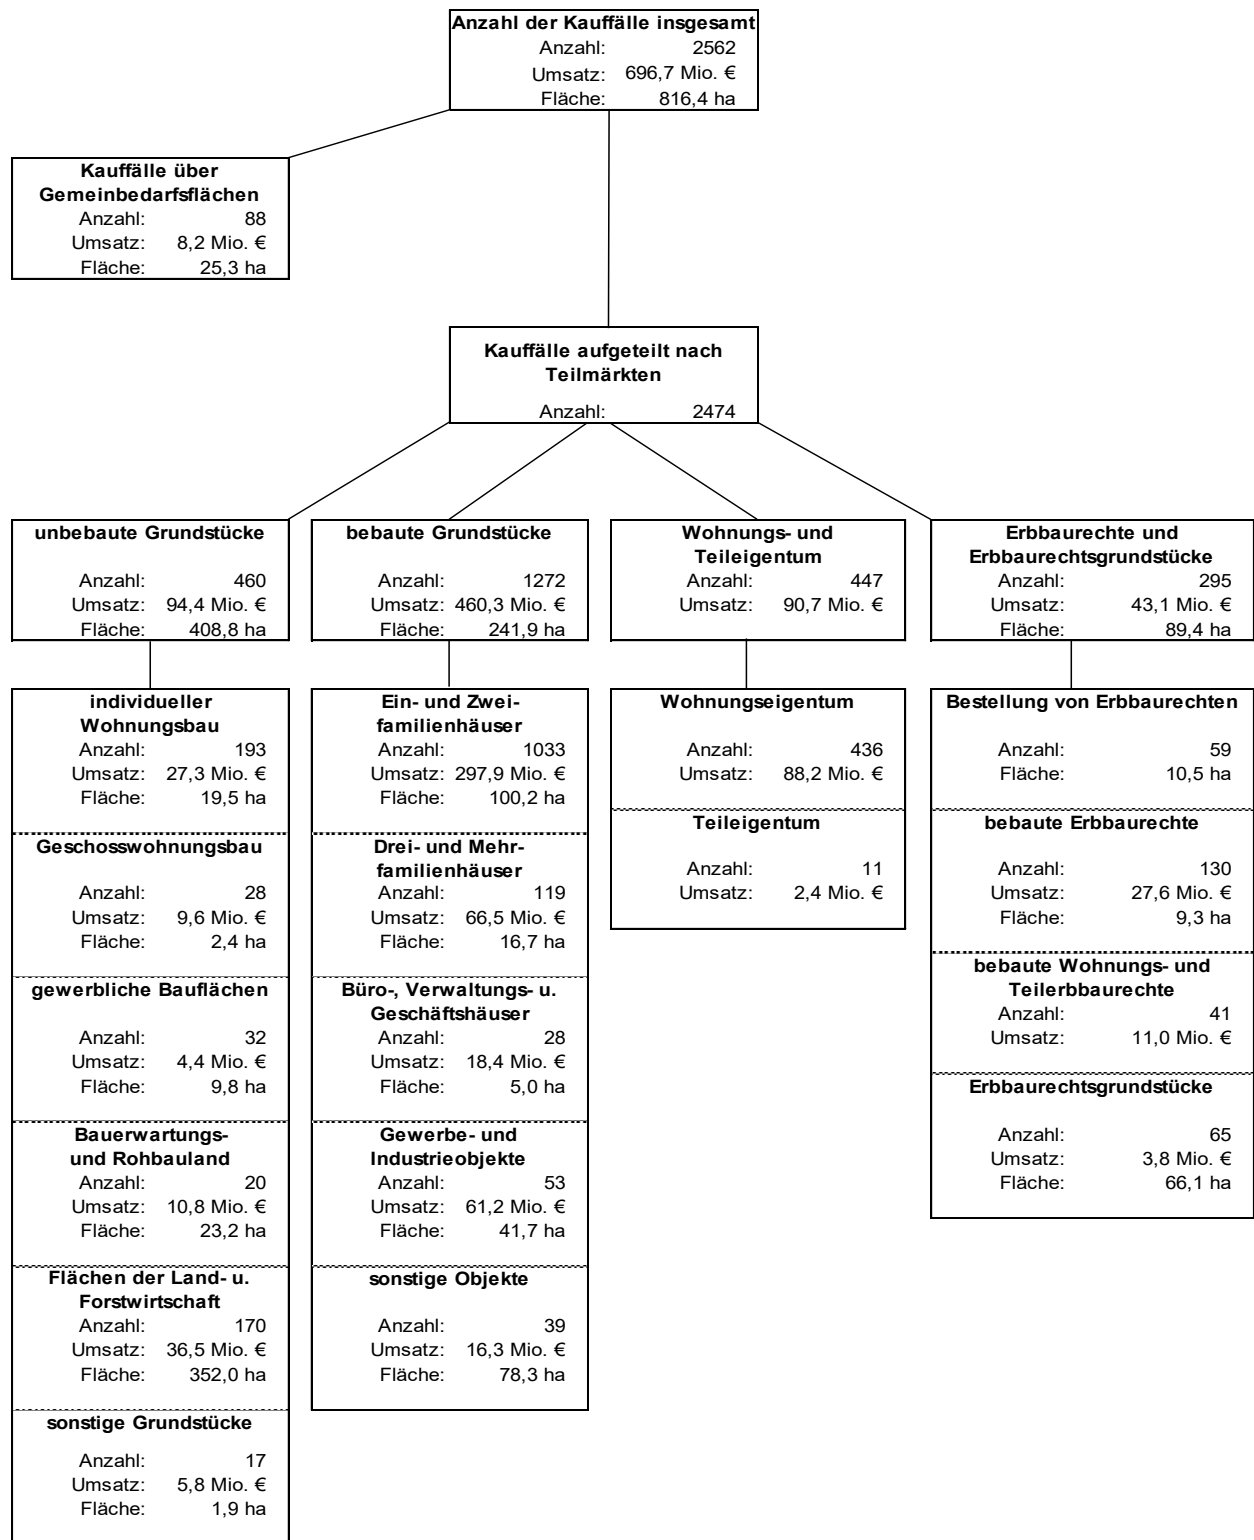 Anzahl der Kauffälle insgesamt
Anzahl: 2562
Umsatz: 696,7 Mio. €
Fläche: 816,4 ha
Kauffälle über
Gemeinbedarfsflächen
Anzahl: 88
Umsatz: 8,2 Mio. €
Fläche: 25,3 ha
Kauffälle aufgeteilt nach
Teilmärkten
Anzahl: 2474
unbebaute Grundstücke
Anzahl: 460
Umsatz: 94,4 Mio. €
Fläche: 408,8 ha
individueller
Wohnungsbau
Anzahl: 193
Umsatz: 27,3 Mio. €
Fläche: 19,5 ha
Geschosswohnungsbau
Anzahl: 28
Umsatz: 9,6 Mio. €
Fläche: 2,4 ha
gewerbliche Bauflächen
Anzahl: 32
Umsatz: 4,4 Mio. €
Fläche: 9,8 ha
Bauerwartungs-
und Rohbauland
Anzahl: 20
Umsatz: 10,8 Mio. €
Fläche: 23,2 ha
Flächen der Land- u.
Forstwirtschaft
Anzahl: 170
Umsatz: 36,5 Mio. €
Fläche: 352,0 ha
sonstige Grundstücke
Anzahl: 17
Umsatz: 5,8 Mio. €
Fläche: 1,9 ha
bebaute Grundstücke
Anzahl: 1272
Umsatz: 460,3 Mio. €
Fläche: 241,9 ha
Ein- und Zwei-
familienhäuser
Anzahl: 1033
Umsatz: 297,9 Mio. €
Fläche: 100,2 ha
Drei- und Mehr-
familienhäuser
Anzahl: 119
Umsatz: 66,5 Mio. €
Fläche: 16,7 ha
Büro-, Verwaltungs- u.
Geschäftshäuser
Anzahl: 28
Umsatz: 18,4 Mio. €
Fläche: 5,0 ha
Gewerbe- und
Industrieobjekte
Anzahl: 53
Umsatz: 61,2 Mio. €
Fläche: 41,7 ha
sonstige Objekte
Anzahl: 39
Umsatz: 16,3 Mio. €
Fläche: 78,3 ha
Wohnungs- und
Teileigentum
Anzahl: 447
Umsatz: 90,7 Mio. €
Wohnungseigentum
Anzahl: 436
Umsatz: 88,2 Mio. €
Teileigentum
Anzahl: 11
Umsatz: 2,4 Mio. €
Erbbaurechte und
Erbbaurechtsgrundstücke
Anzahl: 295
Umsatz: 43,1 Mio. €
Fläche: 89,4 ha
Bestellung von Erbbaurechten
Anzahl: 59
Fläche: 10,5 ha
bebaute Erbbaurechte
Anzahl: 130
Umsatz: 27,6 Mio. €
Fläche: 9,3 ha
bebaute Wohnungs- und
Teilerbbaurechte
Anzahl: 41
Umsatz: 11,0 Mio. €
Erbbaurechtsgrundstücke
Anzahl: 65
Umsatz: 3,8 Mio. €
Fläche: 66,1 ha